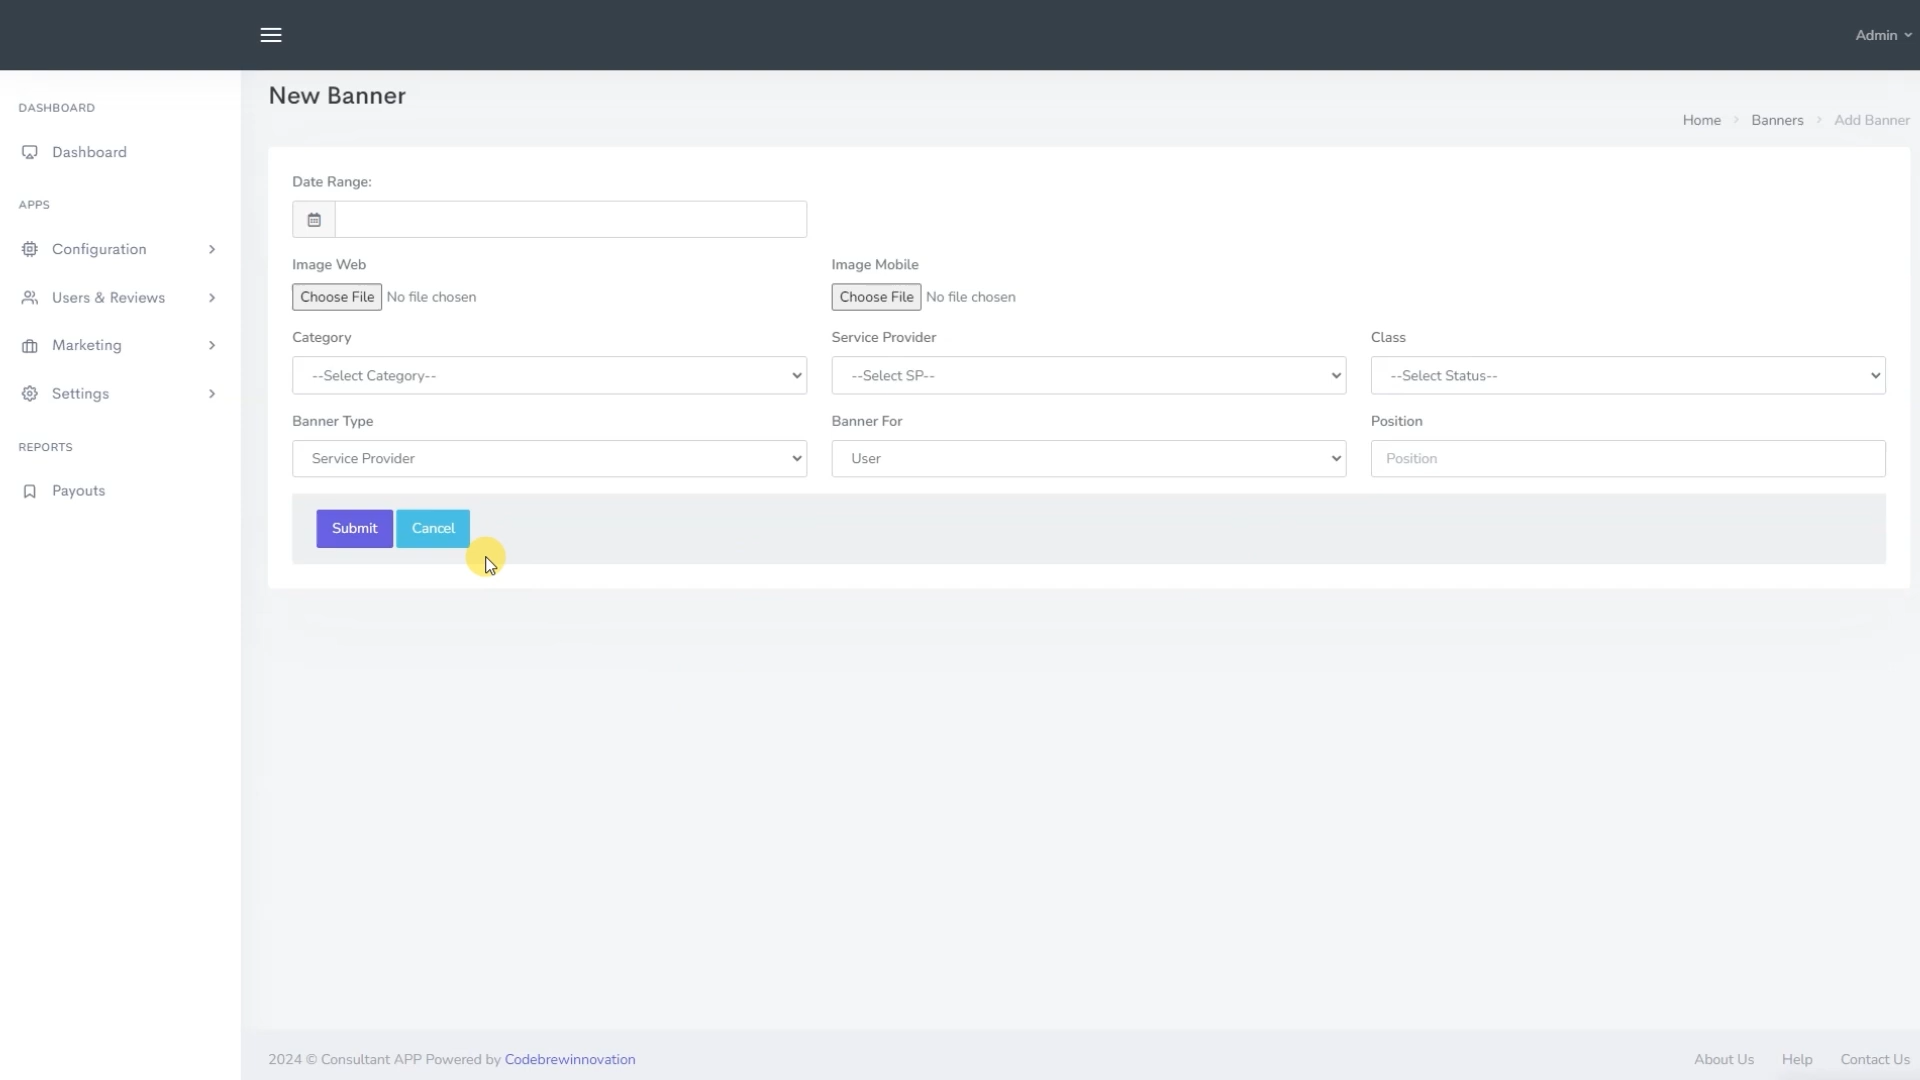 Admin
DASHBOARD
Dashboard
APPS
Configuration
Users & Reviews
Marketing
Settings
REPORTS
Payouts
New Banner
Home > Banners > Add Banner
Date Range:
Image Web
Choose File No file chosen
Image Mobile
Choose File No file chosen
Category
--Select Category--
Service Provider
--Select SP--
Class
--Select Status--
Banner Type
Service Provider
Banner For
User
Position
Position
Submit Cancel
2024 © Consultant APP Powered by Codebrewinnovation
About Us Help Contact Us